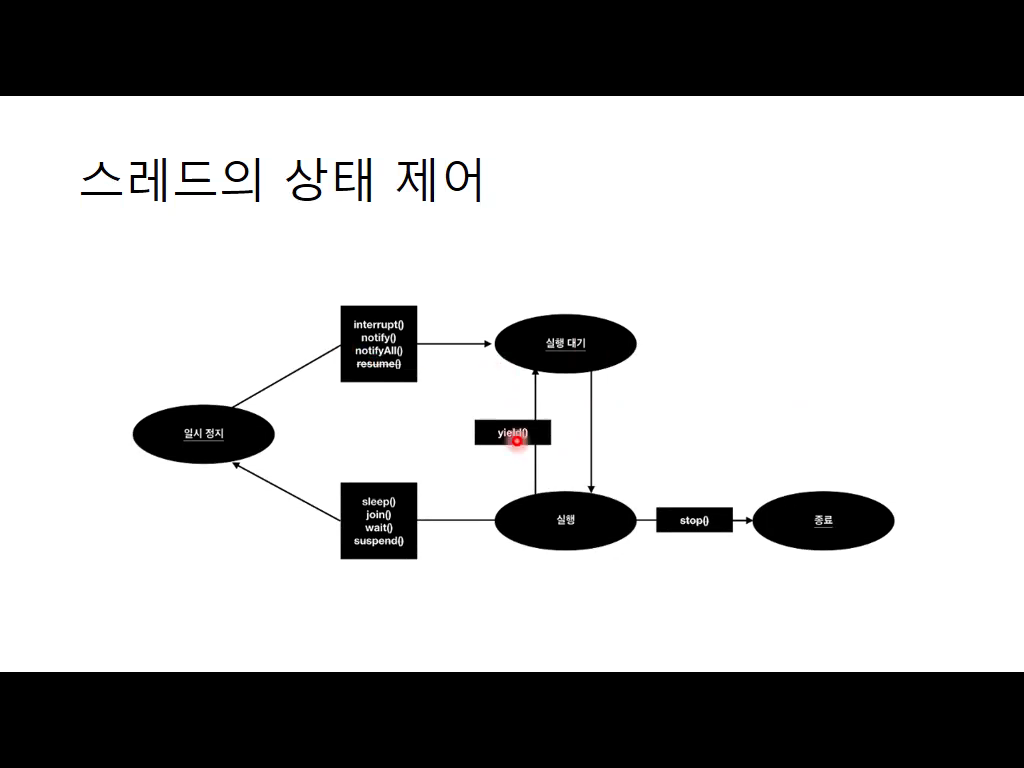 스레드의 상태 제어
interrupt()
notify()
notifyAll()
resume()
실행 대기
일시 정지
yield()
sleep()
join()
wait()
suspend()
실행
stop()
종료